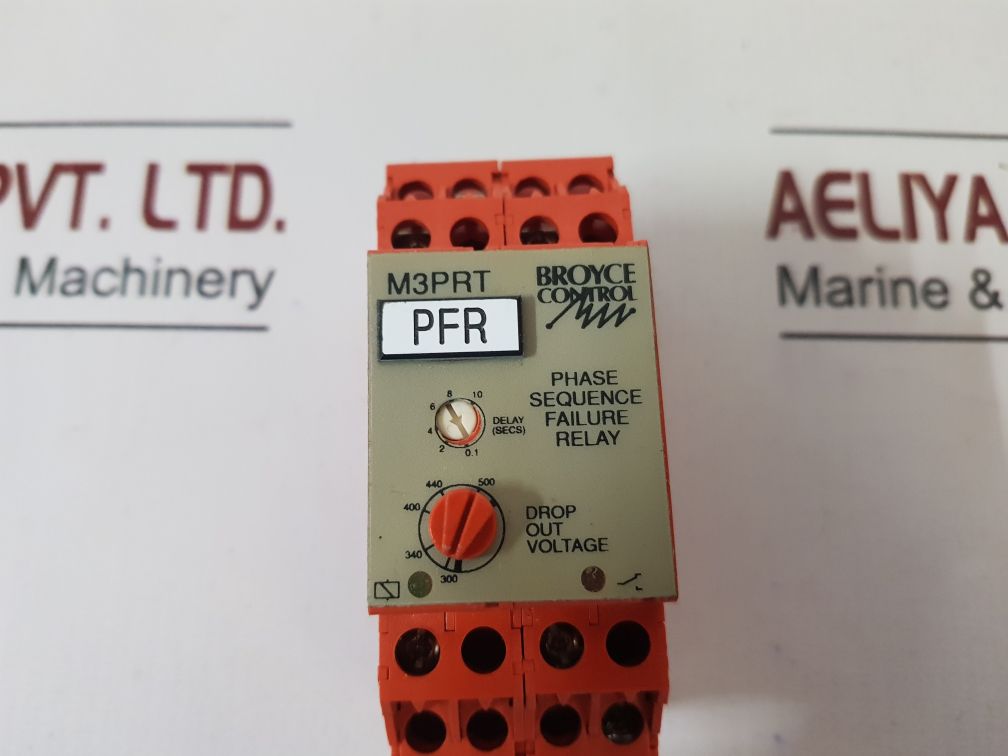 PVT. LTD.
Machinery
AELIYA
Marine &
M3PRT
BROYCE
CONTROL
PFR
PHASE
SEQUENCE
FAILURE
RELAY
8 10
6
4
2 0.1
DELAY
(SECS)
440 500
400
340
300
DROP
OUT
VOLTAGE